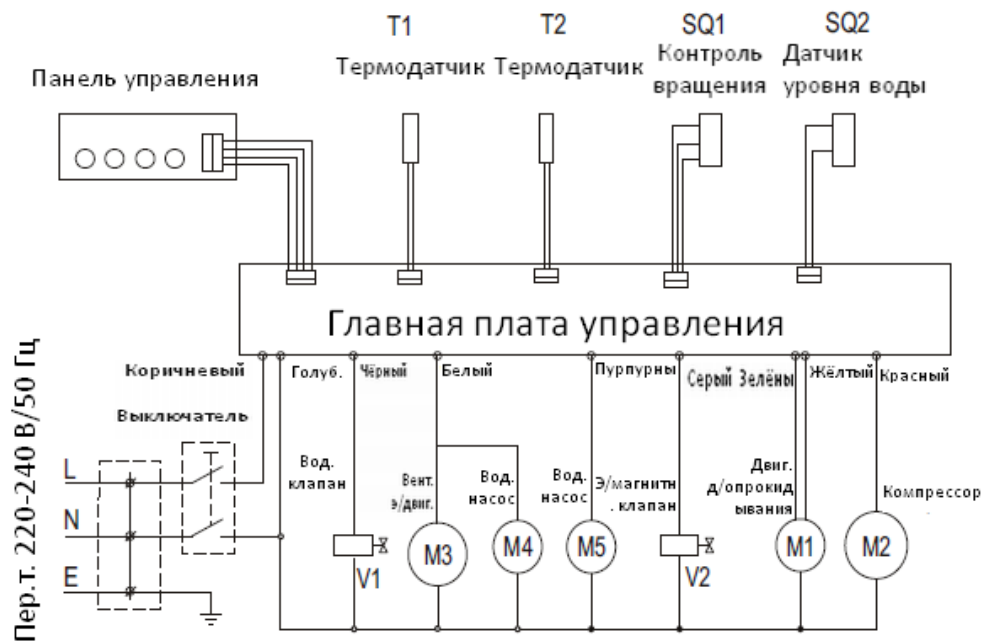 T1
T2
SQ1
SQ2
Панель управления
Термодатчик
Термодатчик
Контроль
вращения
Датчик
уровня воды
Главная плата управления
Коричневый
Голуб.
Чёрный
Белый
Пурпурны
Серый
Зелёны
Жёлтый
Красный
Выключатель
Пер.т. 220-240 В/50 Гц
L
N
E
Вод.
клапан
Вент.
э/двиг.
Вод.
насос
Вод.
насос
Э/магнитн
. клапан
Двиг.
д/опрокид
ывания
Компрессор
V1
M3
M4
M5
V2
M1
M2